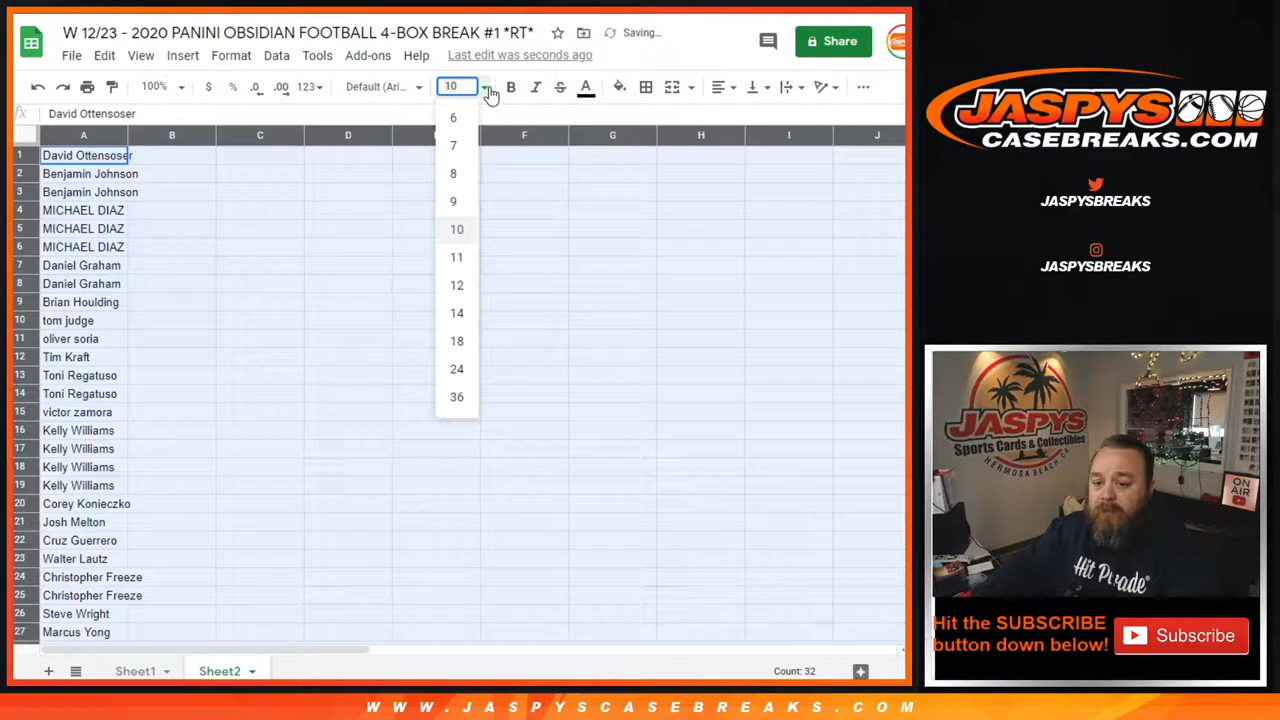 W 12/23 - 2020 PANINI OBSIDIAN FOOTBALL 4-BOX BREAK #1 *RT*
Saving...
Share
File Edit View Insert Format Data Tools Add-ons Help Last edit was seconds ago
100% $ % .0 .00 123 Default (Ari... 10 B I S A
fx David Ottensoser
A B C D F G H I J
1 David Ottensoser
2 Benjamin Johnson
3 Benjamin Johnson
4 MICHAEL DIAZ
5 MICHAEL DIAZ
6 MICHAEL DIAZ
7 Daniel Graham
8 Daniel Graham
9 Brian Houlding
10 tom judge
11 oliver soria
12 Tim Kraft
13 Toni Regatuso
14 Toni Regatuso
15 victor zamora
16 Kelly Williams
17 Kelly Williams
18 Kelly Williams
19 Kelly Williams
20 Corey Konieczko
21 Josh Melton
22 Cruz Guerrero
23 Walter Lautz
24 Christopher Freeze
25 Christopher Freeze
26 Steve Wright
27 Marcus Yong
6
7
8
9
10
11
12
14
18
24
36
Sheet1
Sheet2
Count: 32
JASPYS
CASEBREAKS.COM
JASPYSBREAKS
JASPYSBREAKS
JASPYS
Sports Cards & Collectibles
HERMOSA BEACH, CA
ON
AIR
Hit Parade
Hit the SUBSCRIBE
button down below!
Subscribe
WWW.JASPYSCASEBREAKS.COM